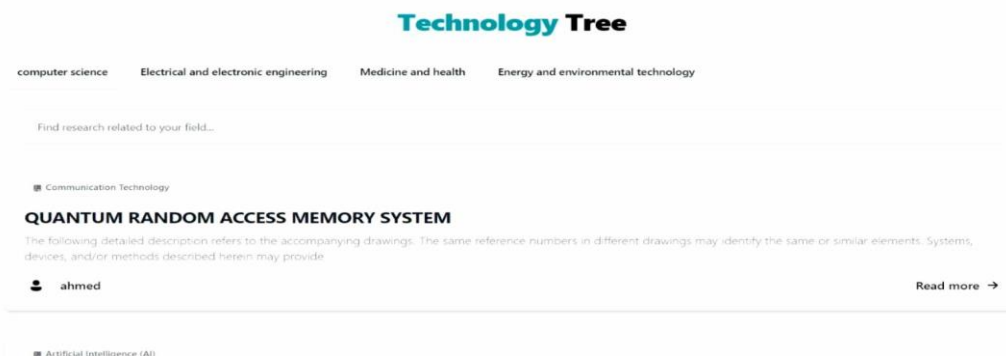 Technology Tree
computer science Electrical and electronic engineering Medicine and health Energy and environmental technology
Find research related to your field...
Communication Technology
QUANTUM RANDOM ACCESS MEMORY SYSTEM
The following detailed description refers to the accompanying drawings. The same reference numbers in different drawings may identify the same or similar elements. Systems,
devices, and/or methods described herein may provide
ahmed Read more →
Artificial Intelligence (AI)